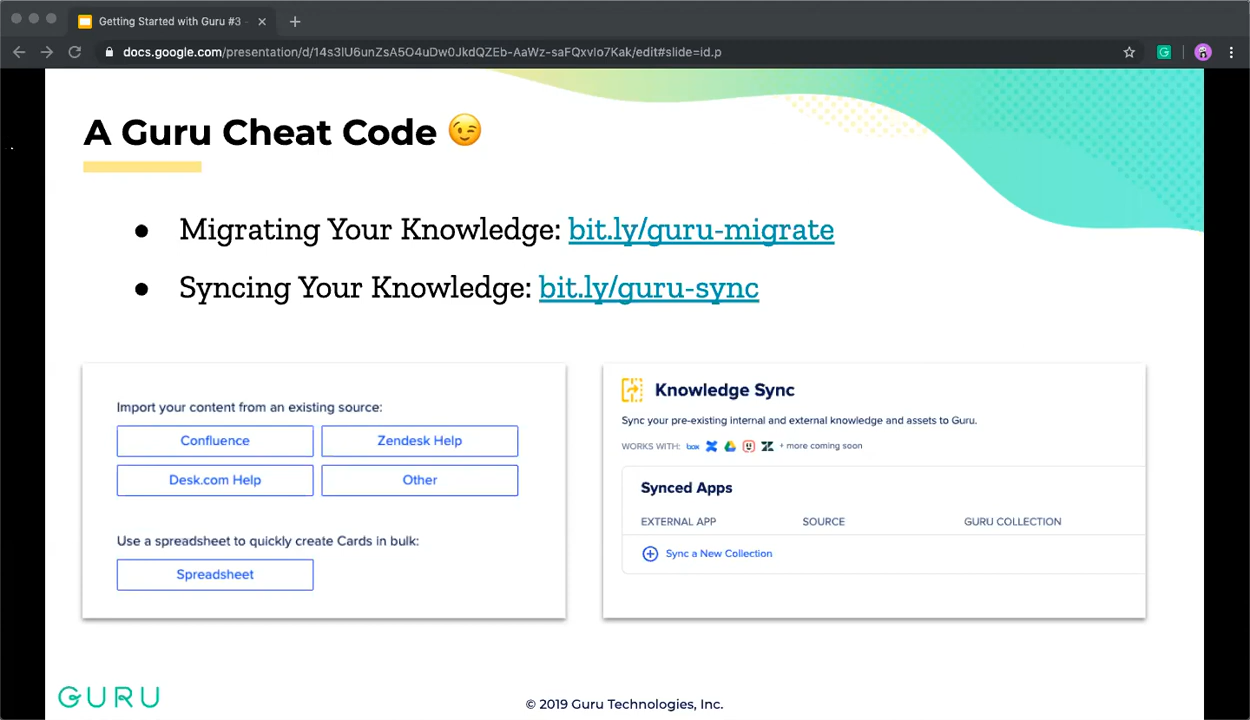 Getting Started with Guru #3 -
docs.google.com/presentation/d/14s3lU6unZsA5O4uDw0JkdQZEb-AaWz-saFQxvlo7Kak/edit#slide=id.p
A Guru Cheat Code 😉
● Migrating Your Knowledge: bit.ly/guru-migrate
● Syncing Your Knowledge: bit.ly/guru-sync
Import your content from an existing source:
Confluence Zendesk Help
Desk.com Help Other
Use a spreadsheet to quickly create Cards in bulk:
Spreadsheet
Knowledge Sync
Sync your pre-existing internal and external knowledge and assets to Guru.
WORKS WITH: box + more coming soon
Synced Apps
EXTERNAL APP SOURCE GURU COLLECTION
Sync a New Collection
GURU
© 2019 Guru Technologies, Inc.